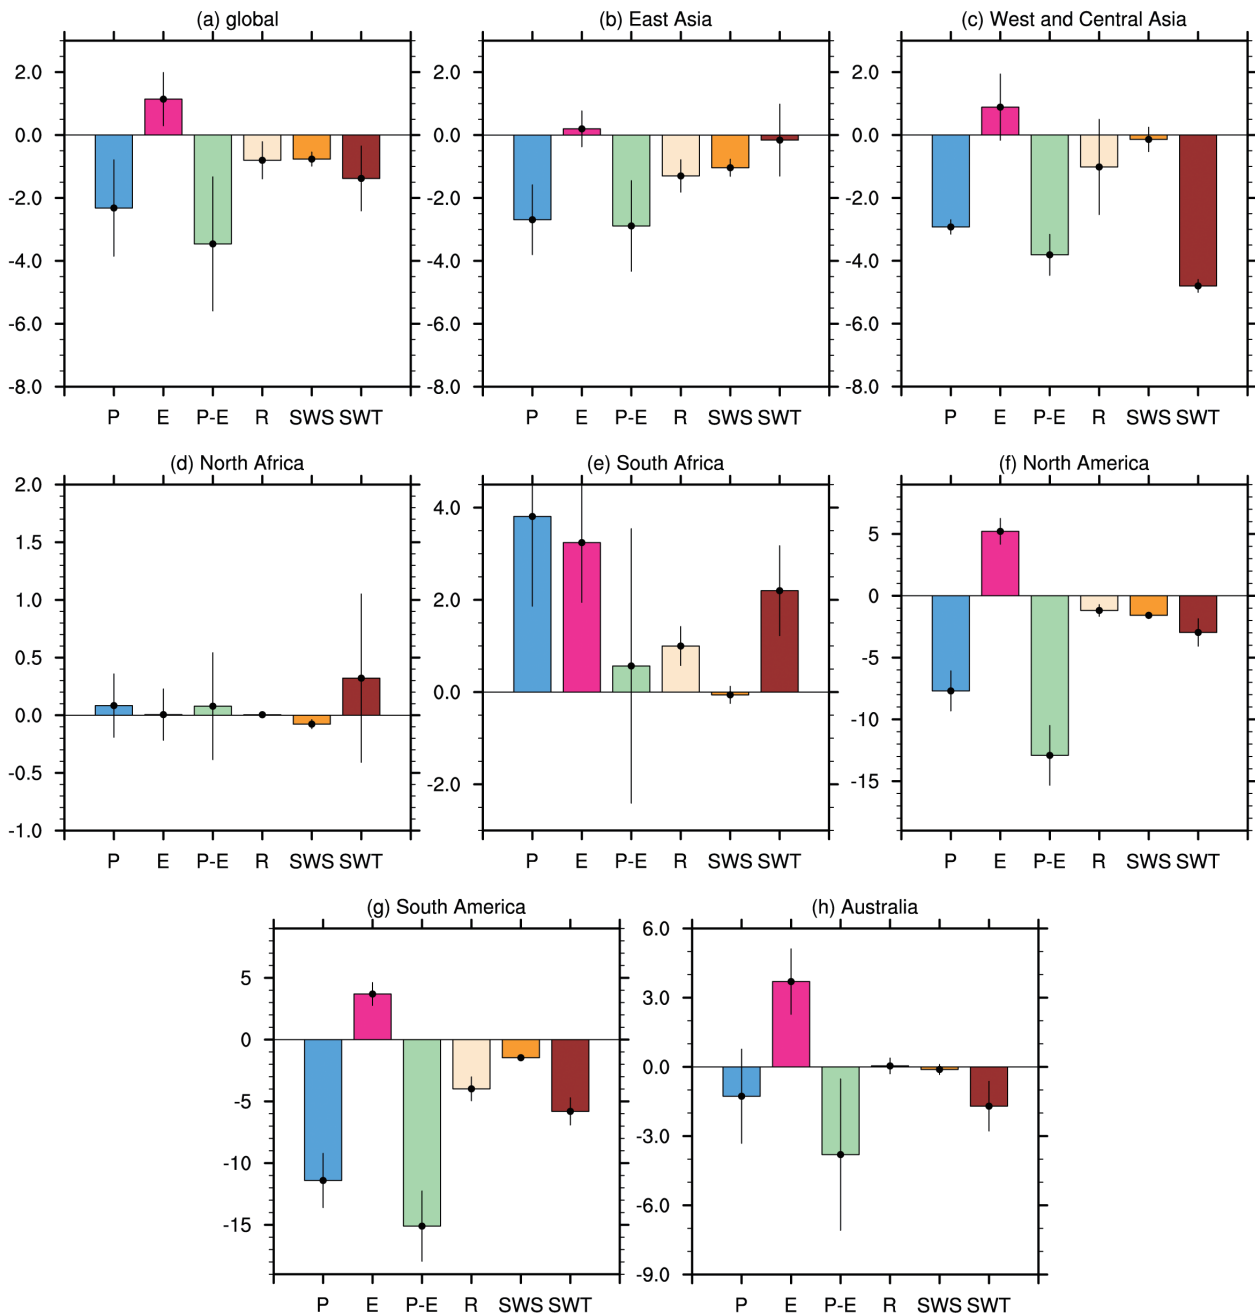 (a) global
(b) East Asia
(c) West and Central Asia
2.0
0.0
-2.0
-4.0
-6.0
-8.0
2.0
0.0
-2.0
-4.0
-6.0
-8.0
2.0
0.0
-2.0
-4.0
-6.0
-8.0
P E P-E R SWS SWT
P E P-E R SWS SWT
P E P-E R SWS SWT
(d) North Africa
(e) South Africa
(f) North America
2.0
1.5
1.0
0.5
0.0
-0.5
-1.0
4.0
2.0
0.0
-2.0
5
0
-5
-10
-15
P E P-E R SWS SWT
P E P-E R SWS SWT
P E P-E R SWS SWT
(g) South America
(h) Australia
5
0
-5
-10
-15
6.0
3.0
0.0
-3.0
-6.0
-9.0
P E P-E R SWS SWT
P E P-E R SWS SWT